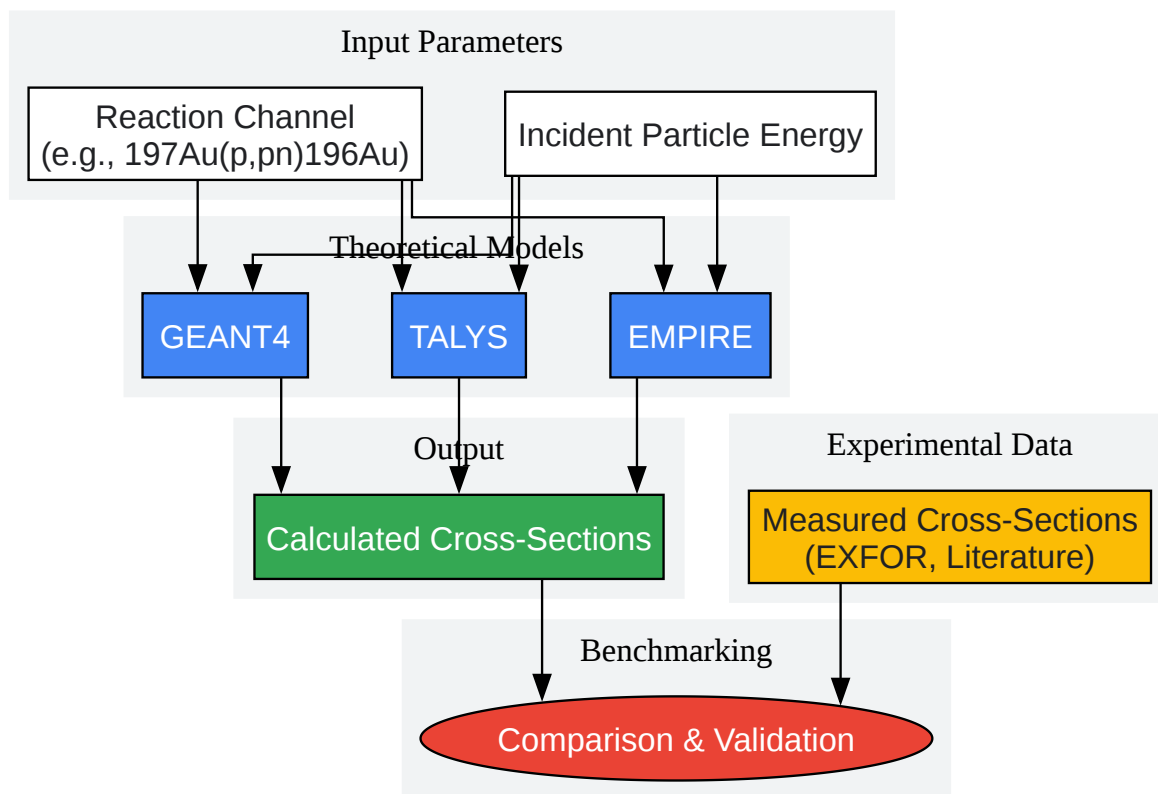 Input Parameters
Reaction Channel
(e.g., 197Au(p,pn)196Au)
Incident Particle Energy
Theoretical Models
GEANT4
TALYS
EMPIRE
Output
Calculated Cross-Sections
Experimental Data
Measured Cross-Sections
(EXFOR, Literature)
Benchmarking
Comparison & Validation